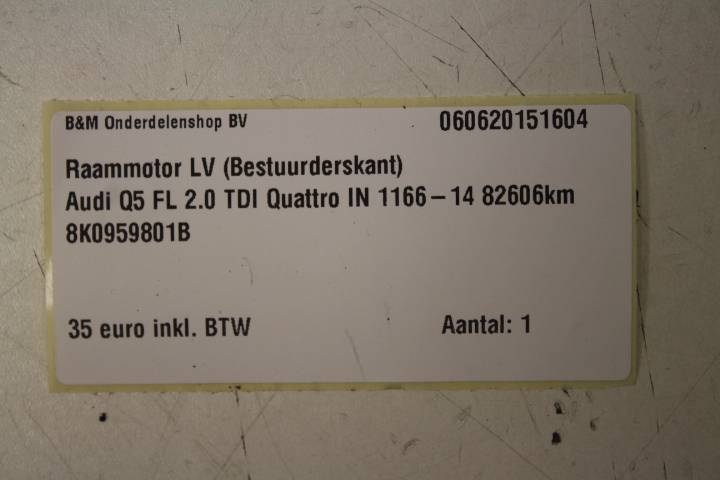 B&M Onderdelenshop BV 060620151604
Raammotor LV (Bestuurderskant)
Audi Q5 FL 2.0 TDI Quattro IN 1166-14 82606km
8K0959801B
35 euro inkl. BTW Aantal: 1